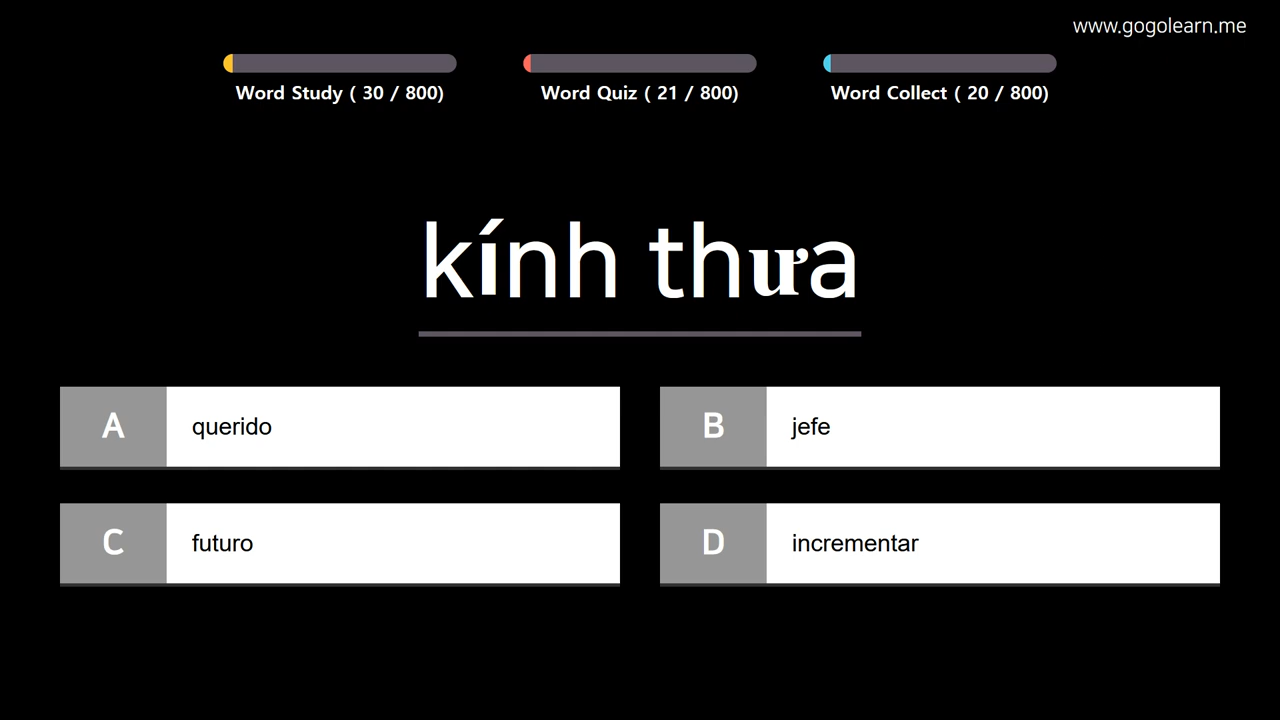 www.gogolearn.me
Word Study ( 30 / 800)
Word Quiz ( 21 / 800)
Word Collect ( 20 / 800)
kính thưa
A querido
B jefe
C futuro
D incrementar